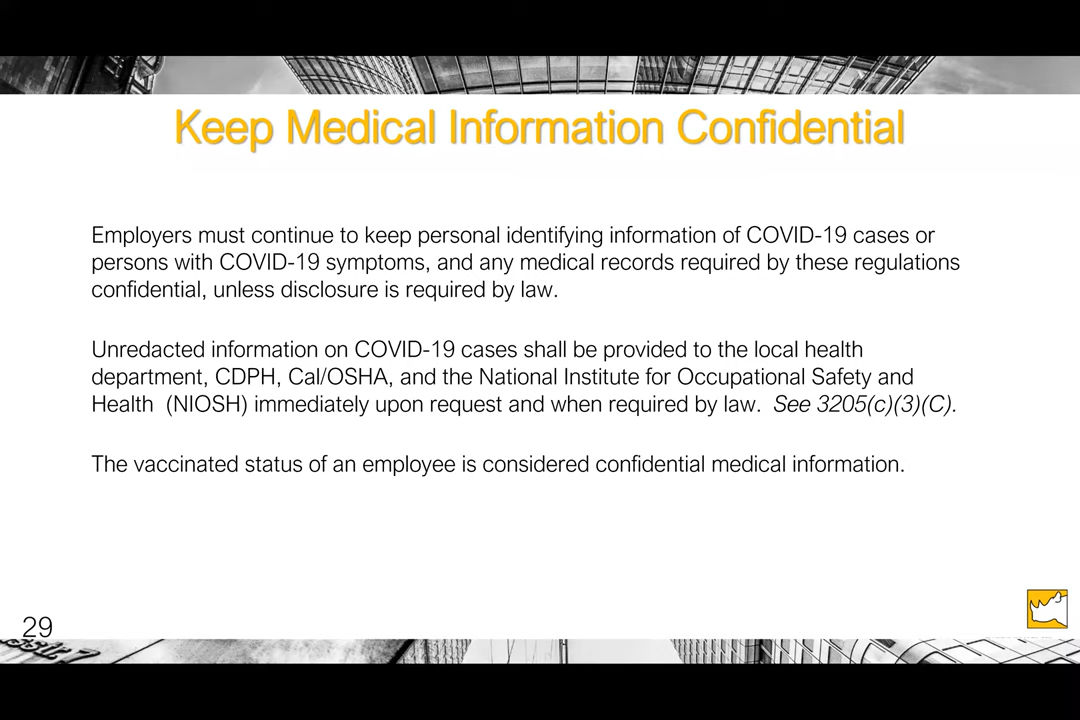 Keep Medical Information Confidential
Employers must continue to keep personal identifying information of COVID-19 cases or
persons with COVID-19 symptoms, and any medical records required by these regulations
confidential, unless disclosure is required by law.
Unredacted information on COVID-19 cases shall be provided to the local health
department, CDPH, Cal/OSHA, and the National Institute for Occupational Safety and
Health  (NIOSH) immediately upon request and when required by law.  See 3205(c)(3)(C).
The vaccinated status of an employee is considered confidential medical information.
29